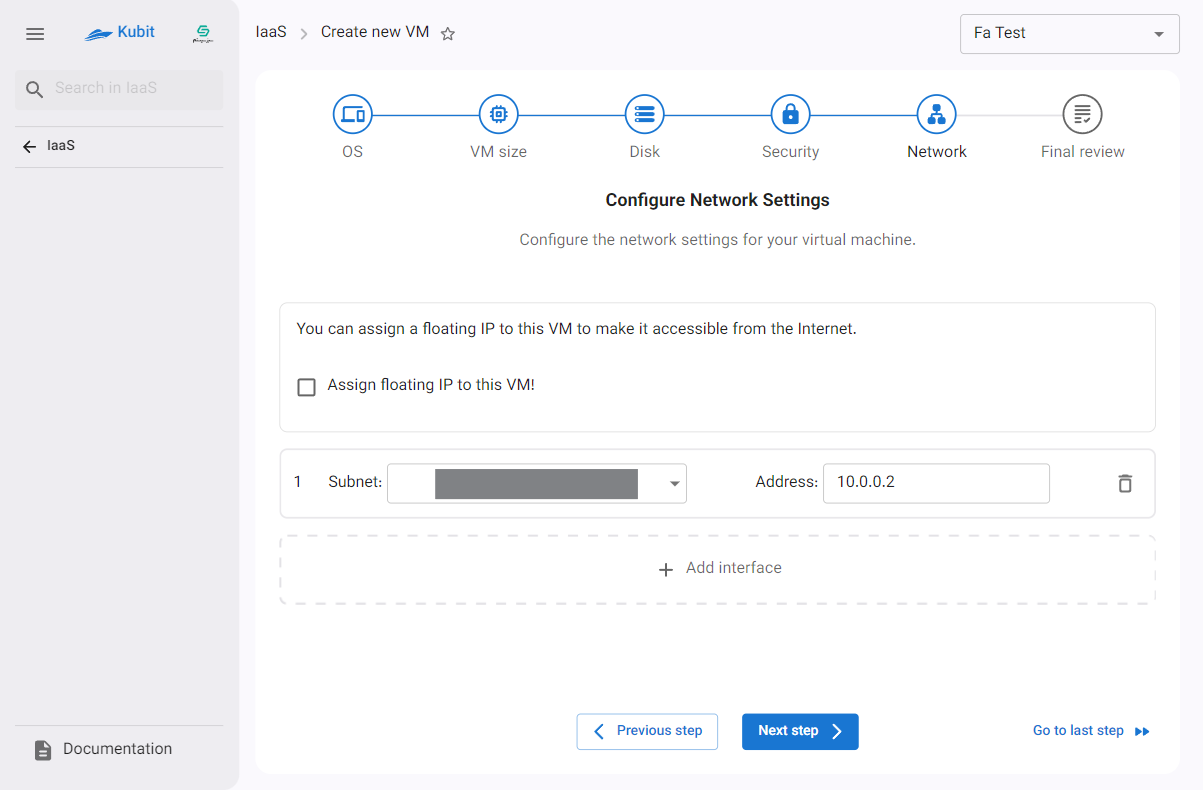 Kubit
IaaS
Create new VM
Fa Test
Search in IaaS
IaaS
OS
VM size
Disk
Security
Network
Final review
Configure Network Settings
Configure the network settings for your virtual machine.
You can assign a floating IP to this VM to make it accessible from the Internet.
Assign floating IP to this VM!
1 Subnet: Address: 10.0.0.2
Add interface
Previous step
Next step
Go to last step
Documentation